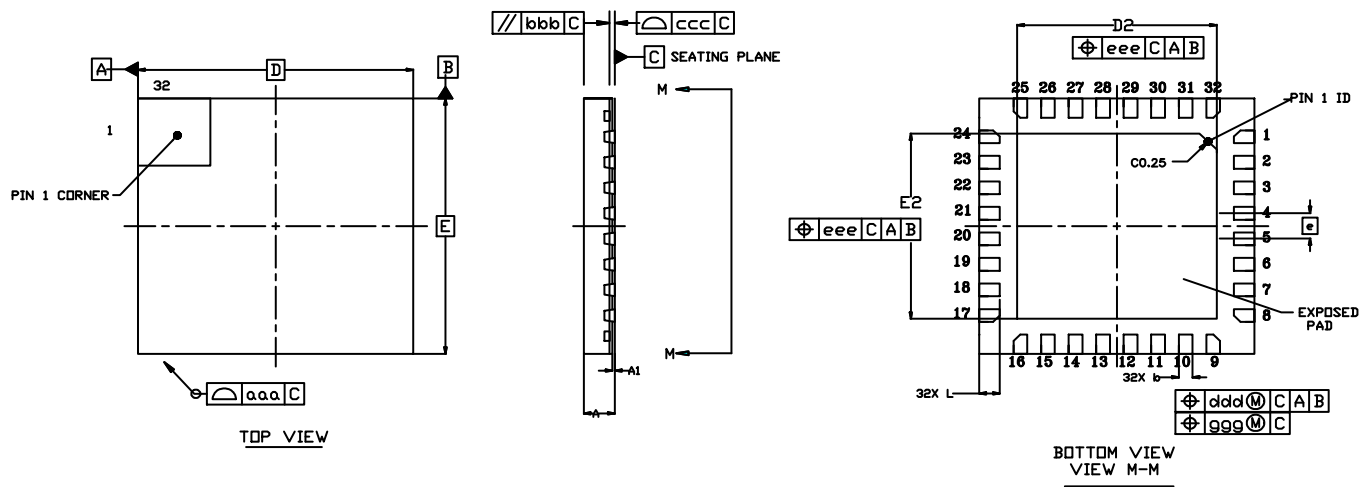 A
D
B
32
1
PIN 1 CORNER
E
aaa C
TOP VIEW
// bbb C
ccc C
C SEATING PLANE
M
M
A1
A
D2
eee C A B
25 26 27 28 29 30 31 32
PIN 1 ID
C0.25
24
23
22
21
20
19
18
17
1
2
3
4
5
6
7
8
E2
eee C A B
e
EXPOSED
PAD
16 15 14 13 12 11 10 9
32X L
32X b
ddd Ⓜ C A B
ggg Ⓜ C
BOTTOM VIEW
VIEW M-M